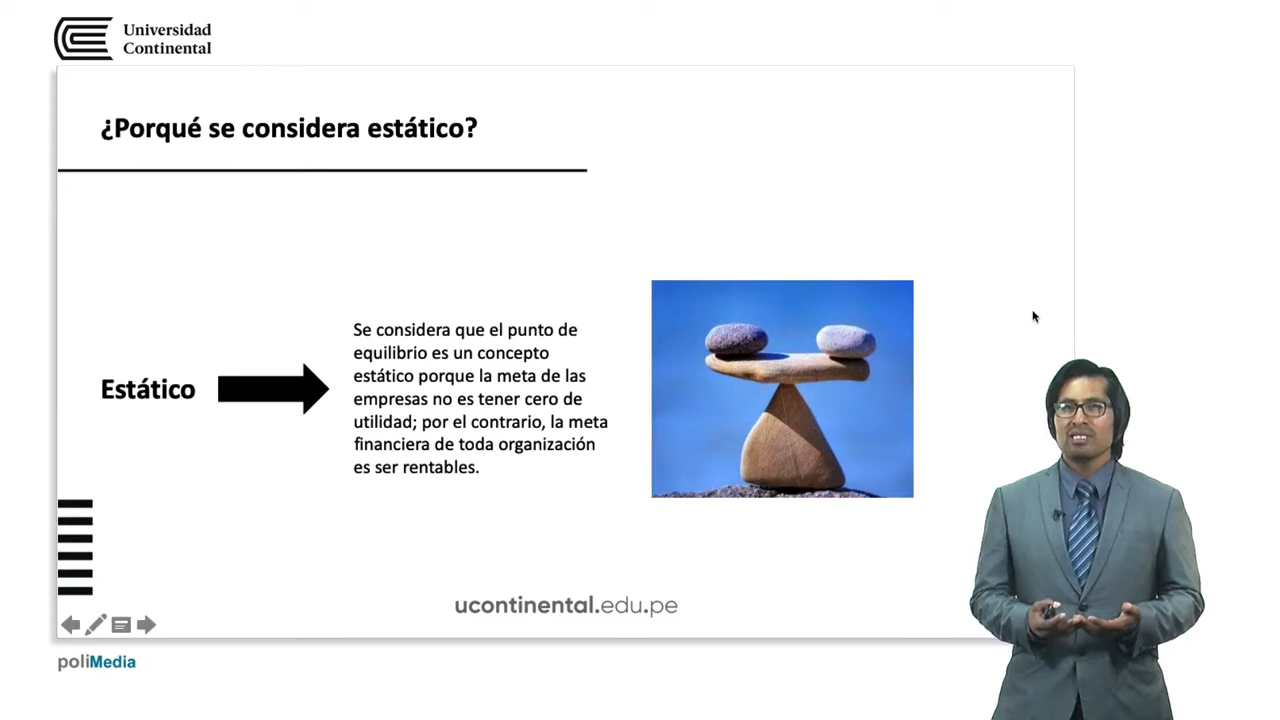 Universidad
Continental
¿Porqué se considera estático?
Estático
Se considera que el punto de
equilibrio es un concepto
estático porque la meta de las
empresas no es tener cero de
utilidad; por el contrario, la meta
financiera de toda organización
es ser rentables.
ucontinental.edu.pe
poliMedia